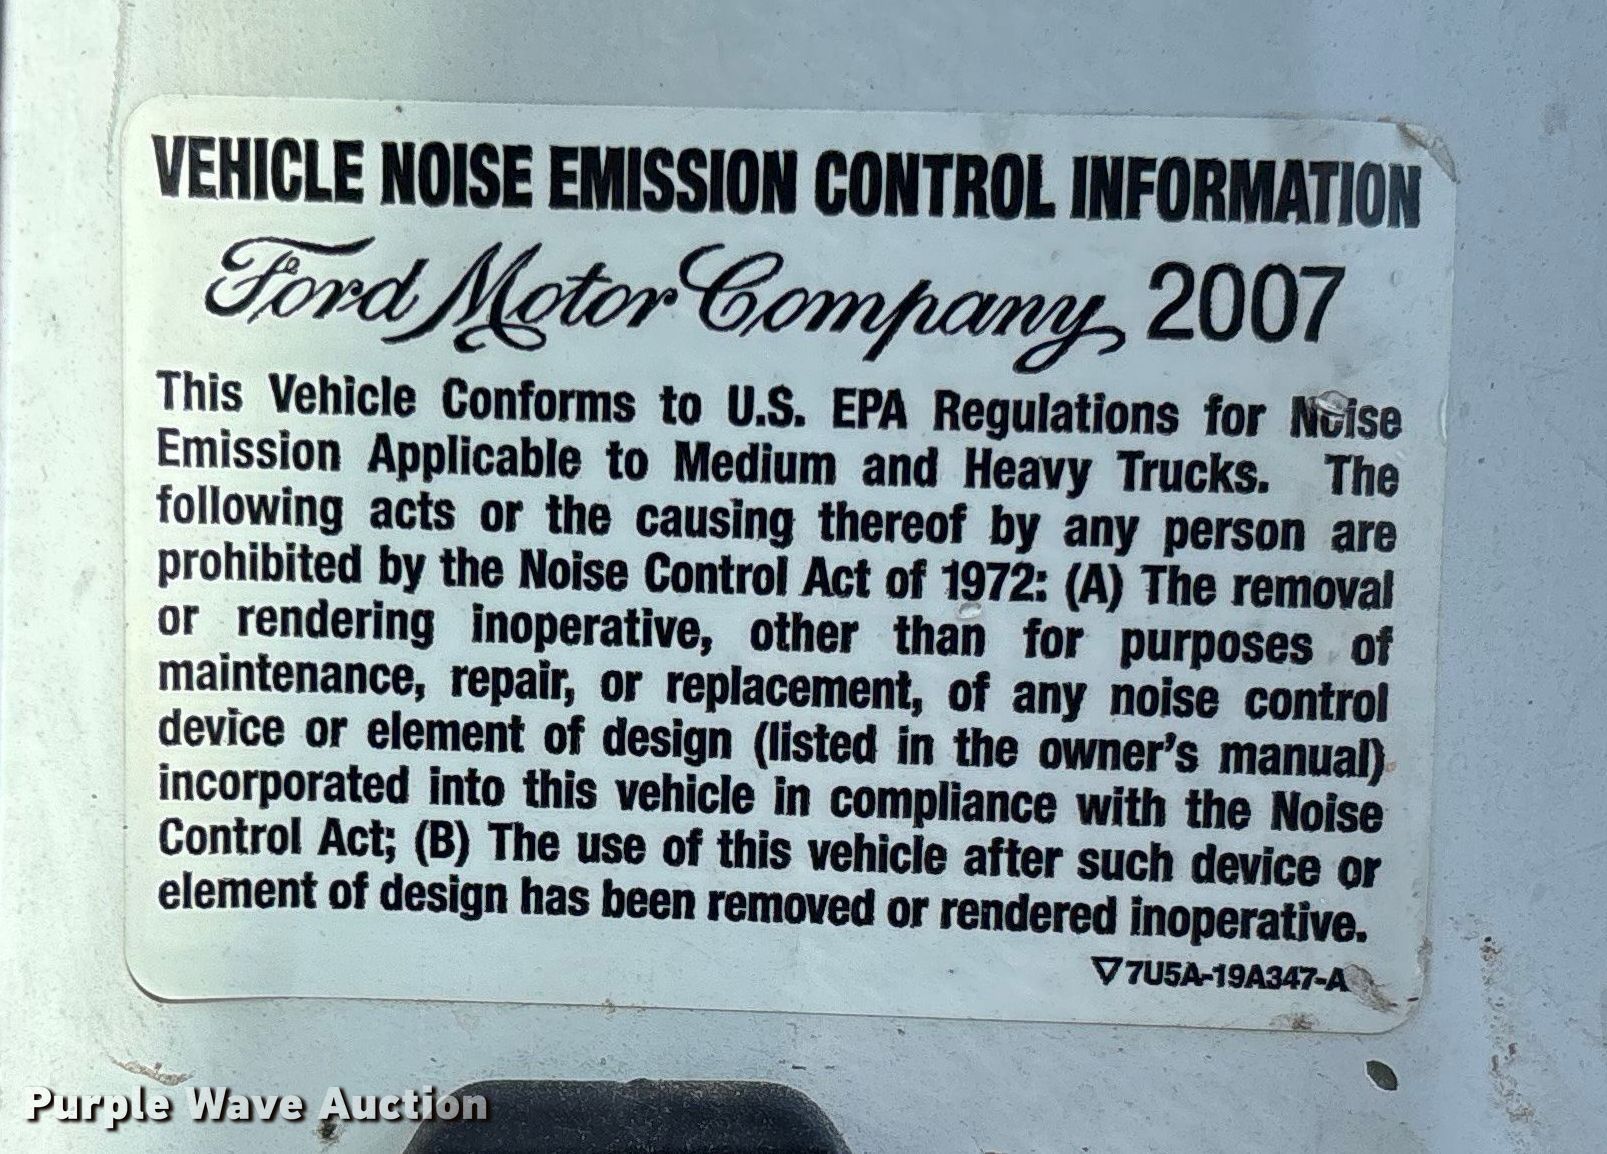 VEHICLE NOISE EMISSION CONTROL INFORMATION
Ford Motor Company 2007
This Vehicle Conforms to U.S. EPA Regulations for Noise
Emission Applicable to Medium and Heavy Trucks. The
following acts or the causing thereof by any person are
prohibited by the Noise Control Act of 1972: (A) The removal
or rendering inoperative, other than for purposes of
maintenance, repair, or replacement, of any noise control
device or element of design (listed in the owner's manual)
incorporated into this vehicle in compliance with the Noise
Control Act; (B) The use of this vehicle after such device or
element of design has been removed or rendered inoperative.
▽7U5A-19A347-A
Purple Wave Auction